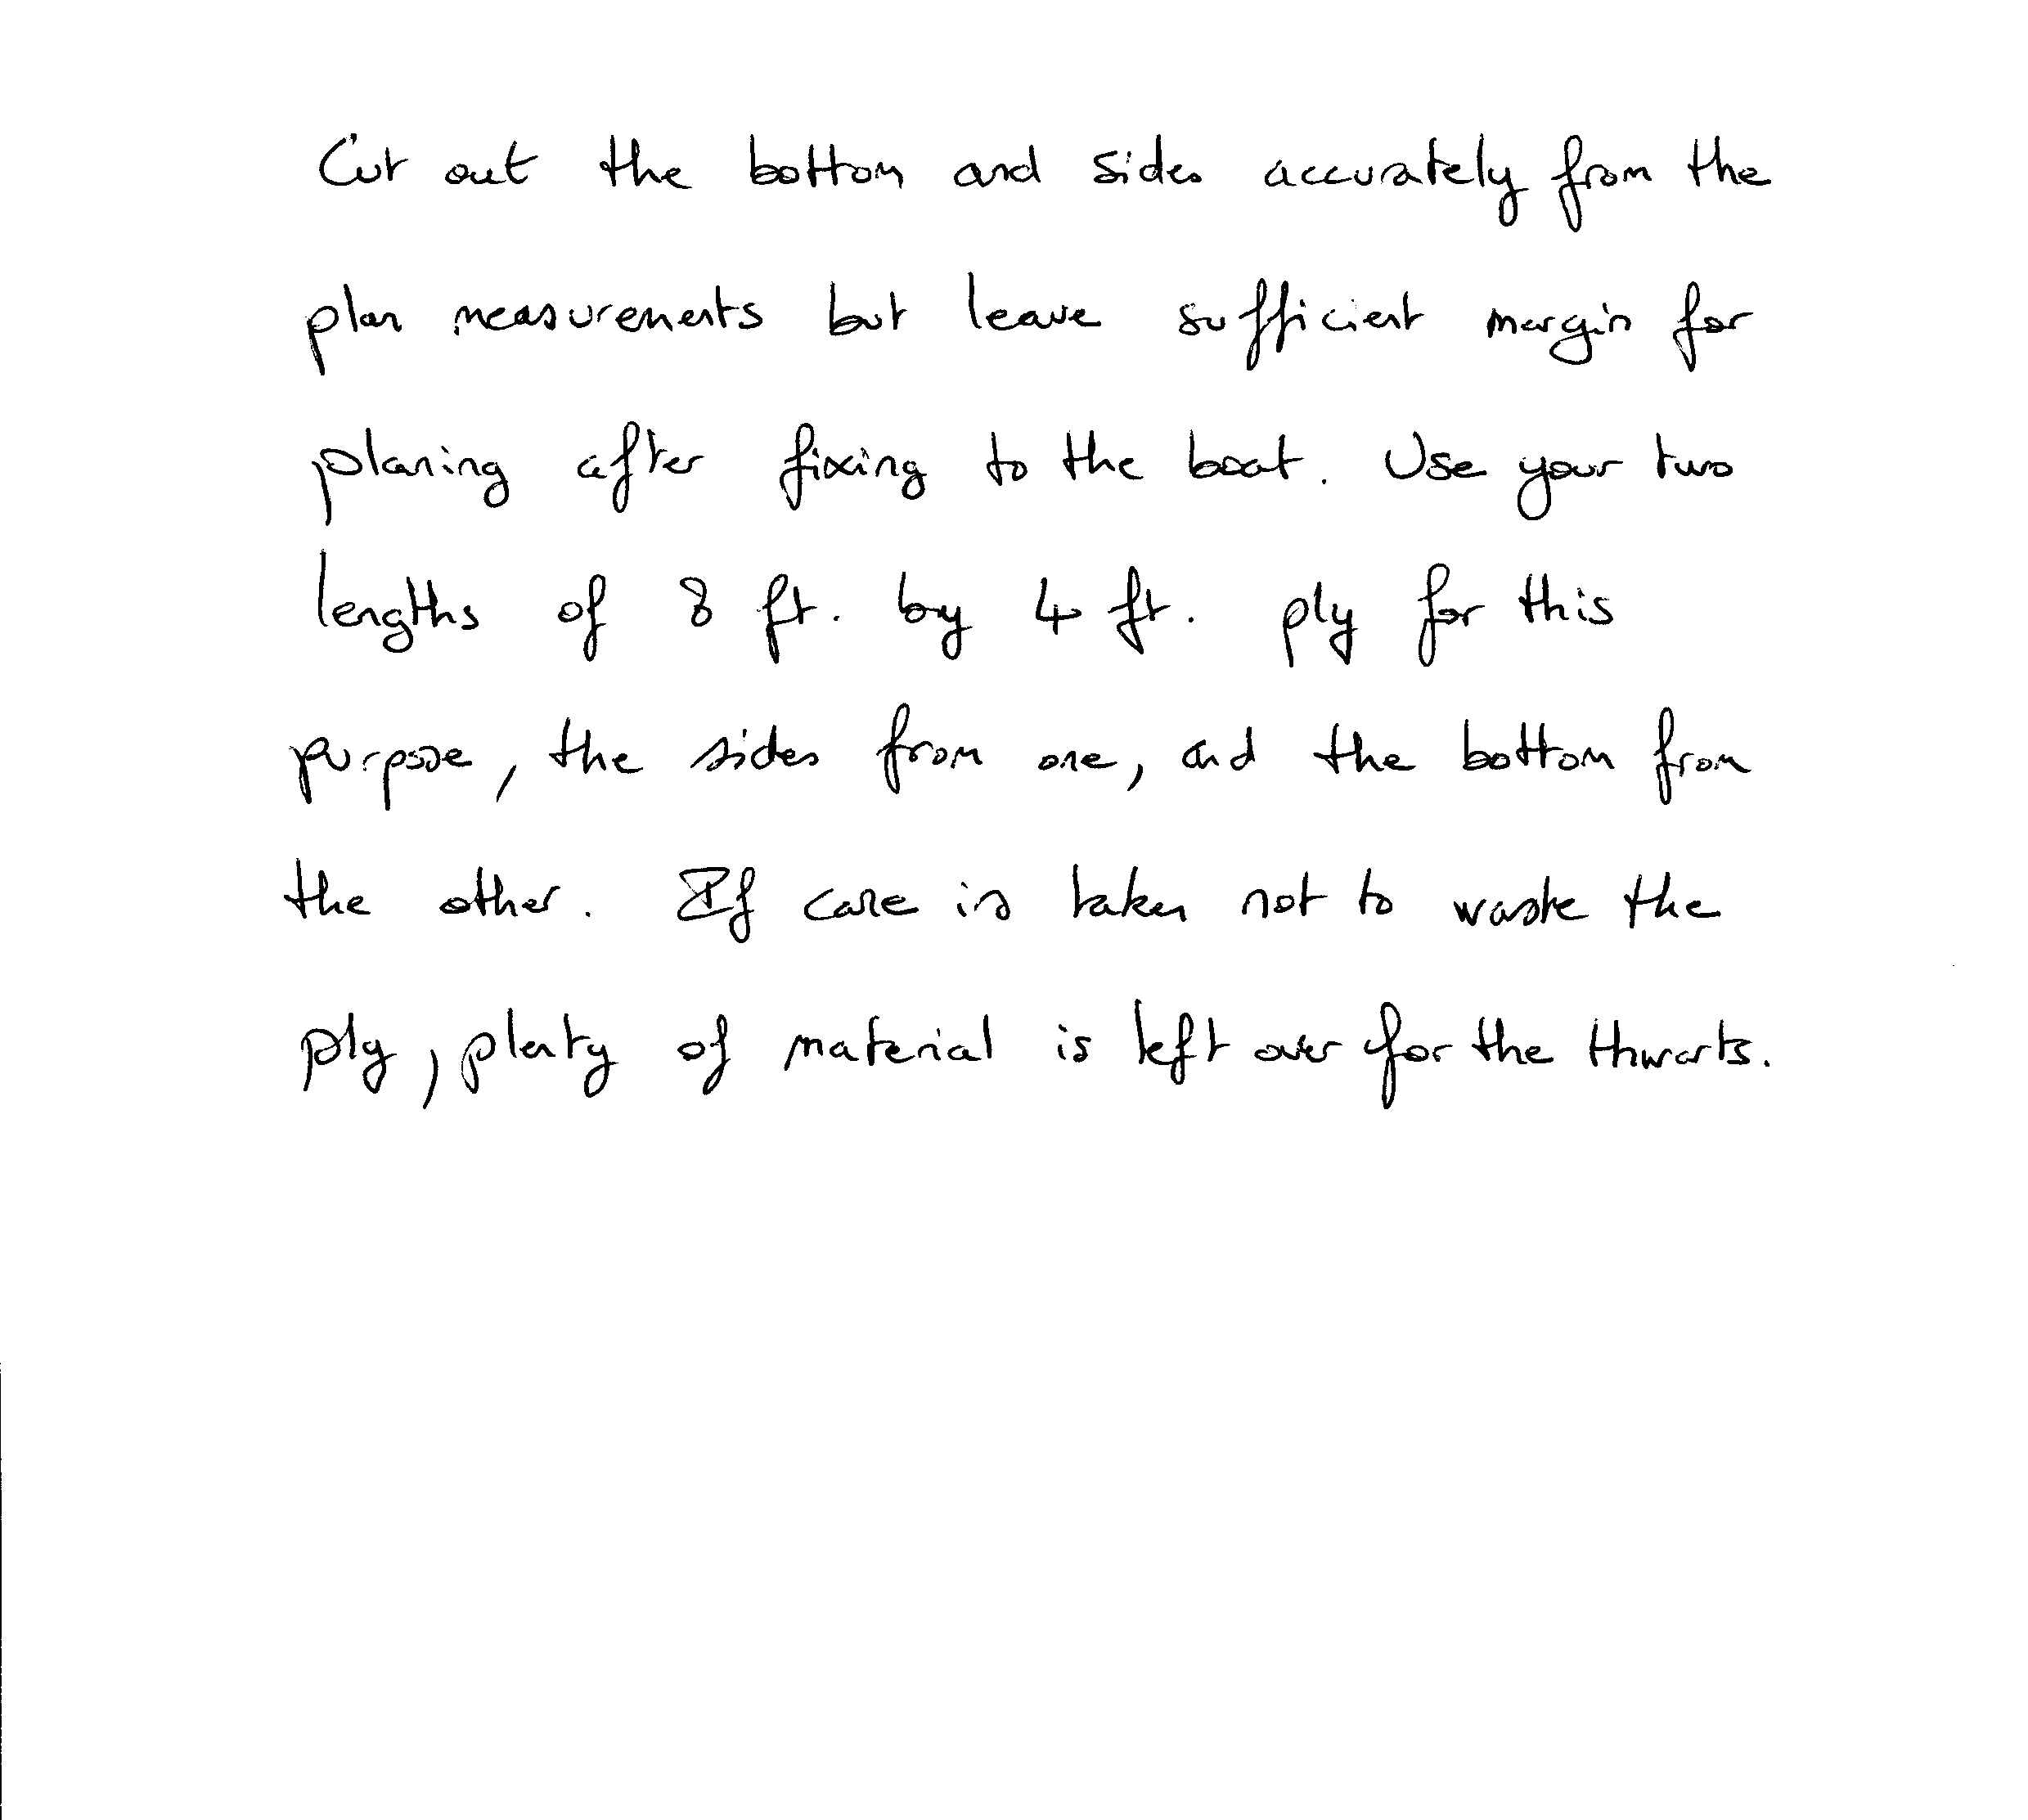 Cut out the bottom and sides accurately from the
plan measurements but leave sufficient margin for
planing after fixing to the boat. Use your two
lengths of 8 ft. by 4 ft. ply for this
purpose, the sides from one, and the bottom from
the other. If care is taken not to waste the
ply, plenty of material is left over for the thwarts.